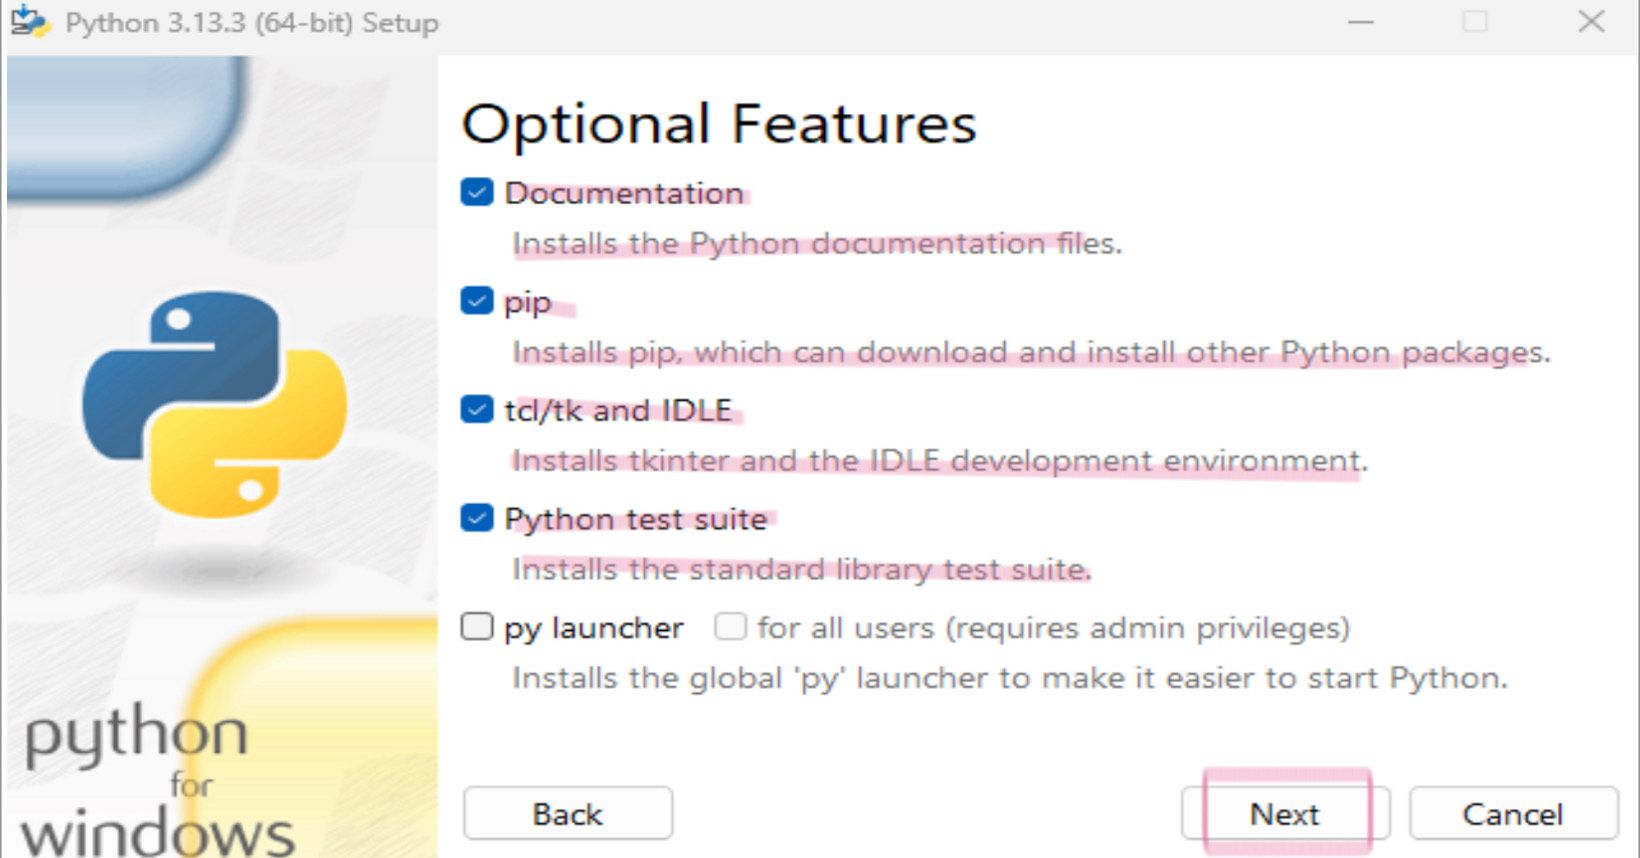 Python 3.13.3 (64-bit) Setup
Optional Features
Documentation
Installs the Python documentation files.
pip
Installs pip, which can download and install other Python packages.
tcl/tk and IDLE
Installs tkinter and the IDLE development environment.
Python test suite
Installs the standard library test suite.
py launcher for all users (requires admin privileges)
Installs the global 'py' launcher to make it easier to start Python.
python
for
windows
Back Next Cancel